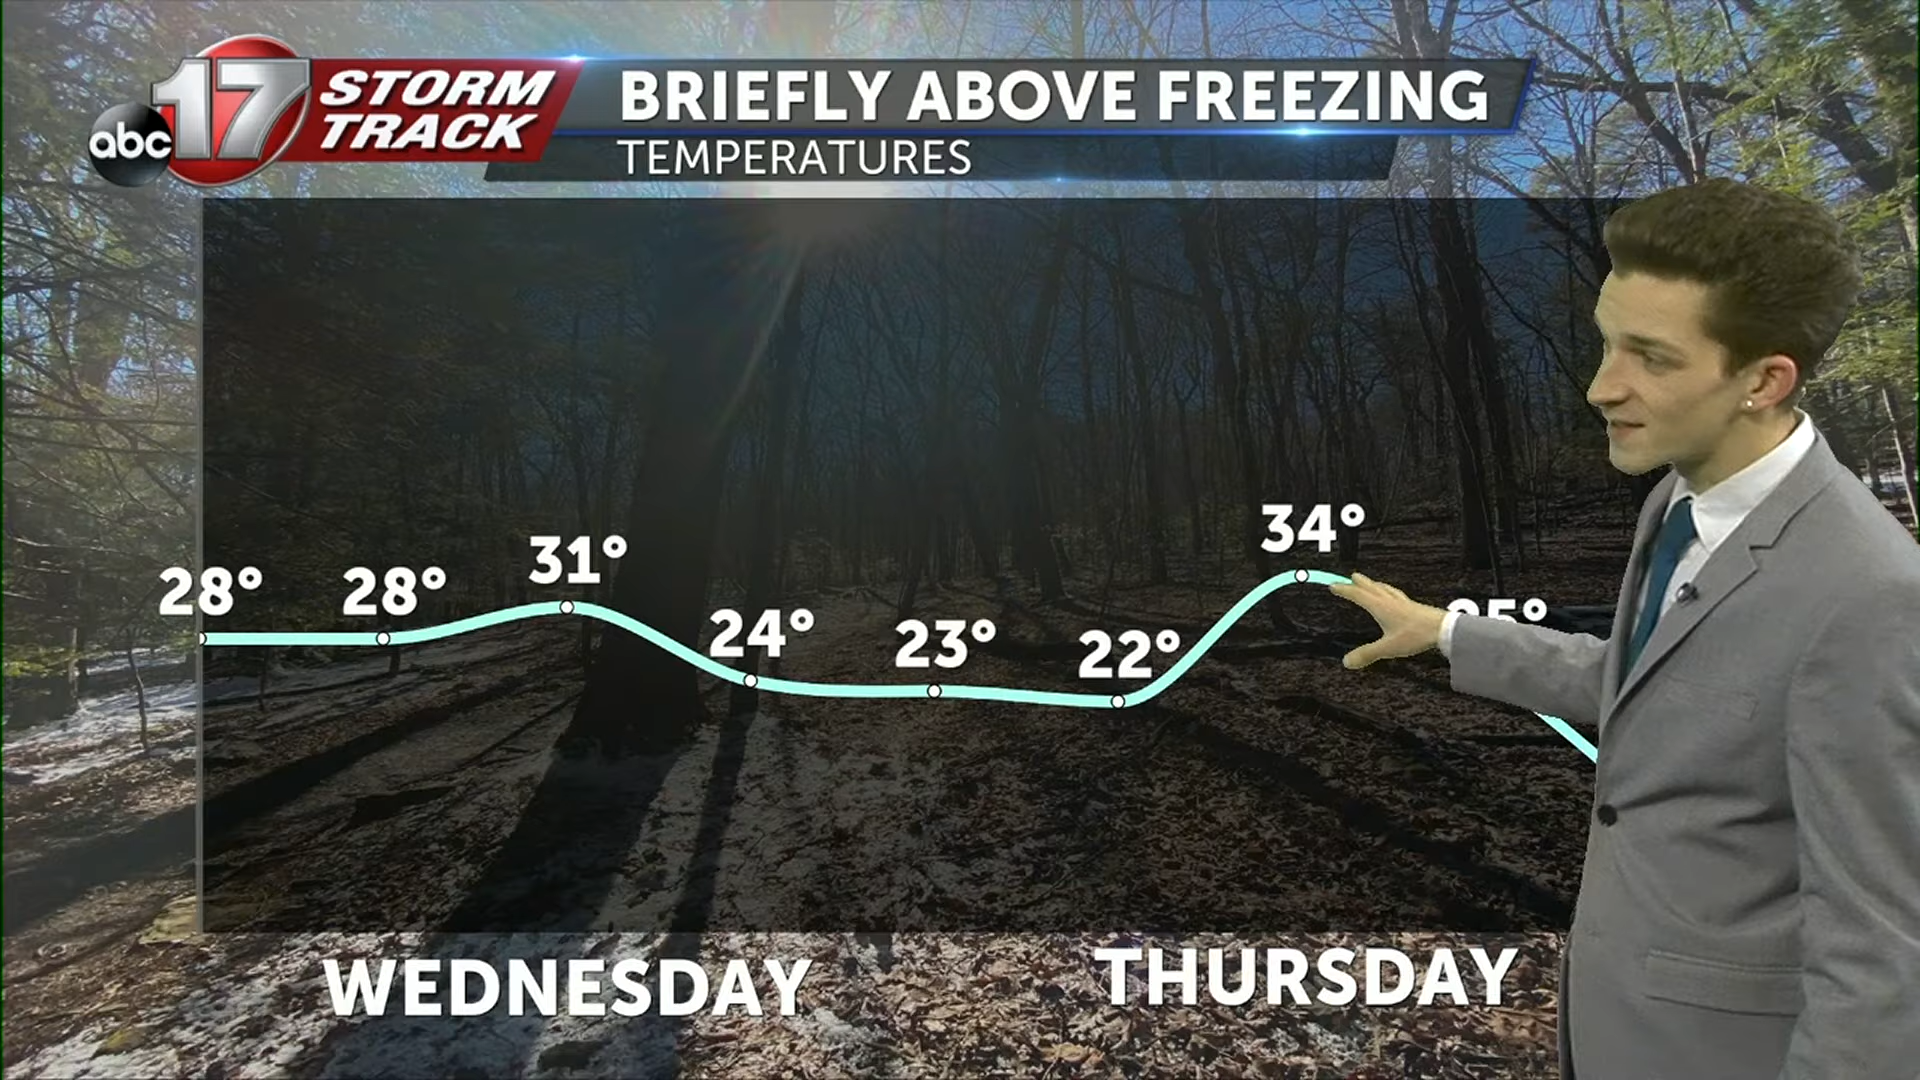 abc 17 STORM TRACK
BRIEFLY ABOVE FREEZING
TEMPERATURES
28° 28° 31° 24° 23° 22° 34°
WEDNESDAY THURSDAY